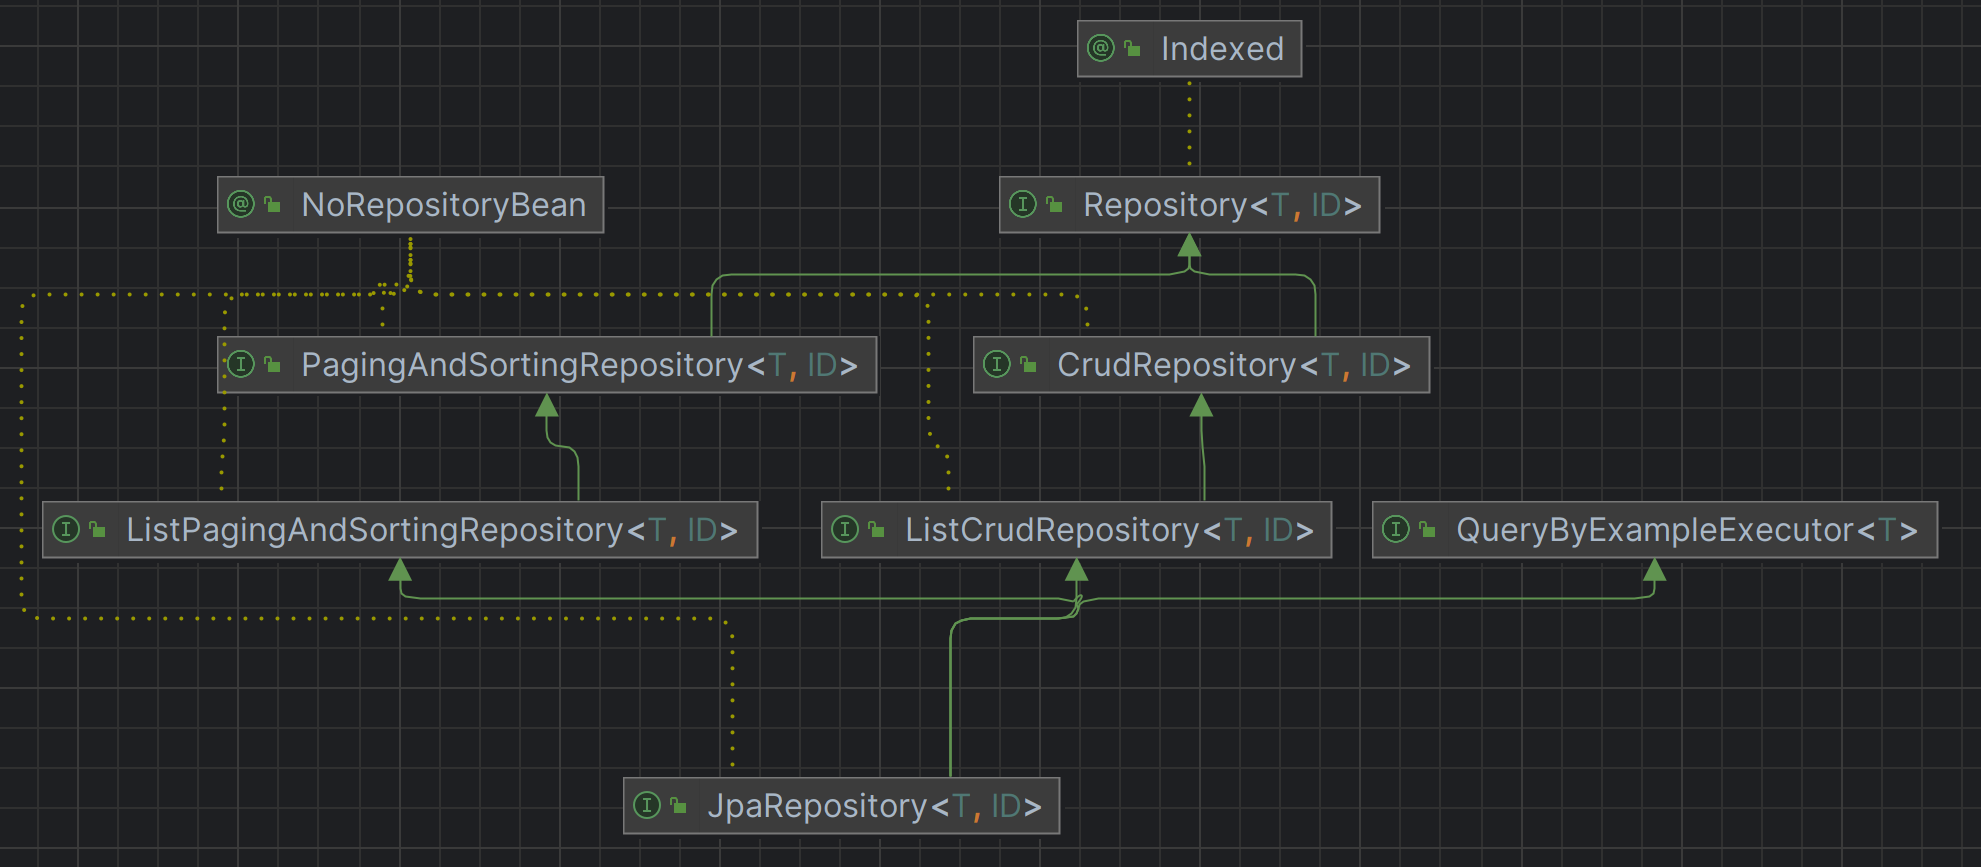 Indexed
NoRepositoryBean
Repository<T, ID>
PagingAndSortingRepository<T, ID>
CrudRepository<T, ID>
ListPagingAndSortingRepository<T, ID>
ListCrudRepository<T, ID>
QueryByExampleExecutor<T>
JpaRepository<T, ID>